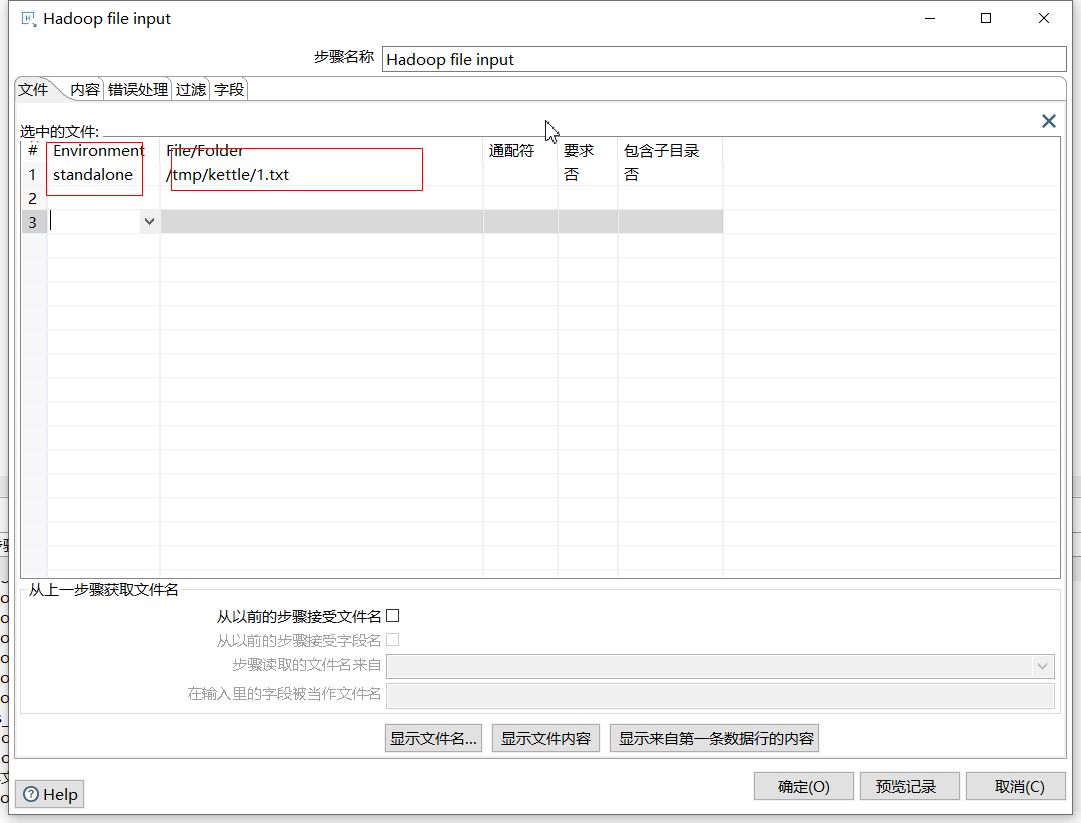 Hadoop file input
步骤名称 Hadoop file input
文件 内容 错误处理 过滤 字段
选中的文件:
# Environment File/Folder 通配符 要求 包含子目录
1 standalone /tmp/kettle/1.txt 否 否
2
3
从上一步骤获取文件名
从以前的步骤接受文件名
从以前的步骤接受字段名
步骤读取的文件名来自
在输入里的字段被当作文件名
显示文件名... 显示文件内容 显示来自第一条数据行的内容
Help 确定(O) 预览记录 取消(C)